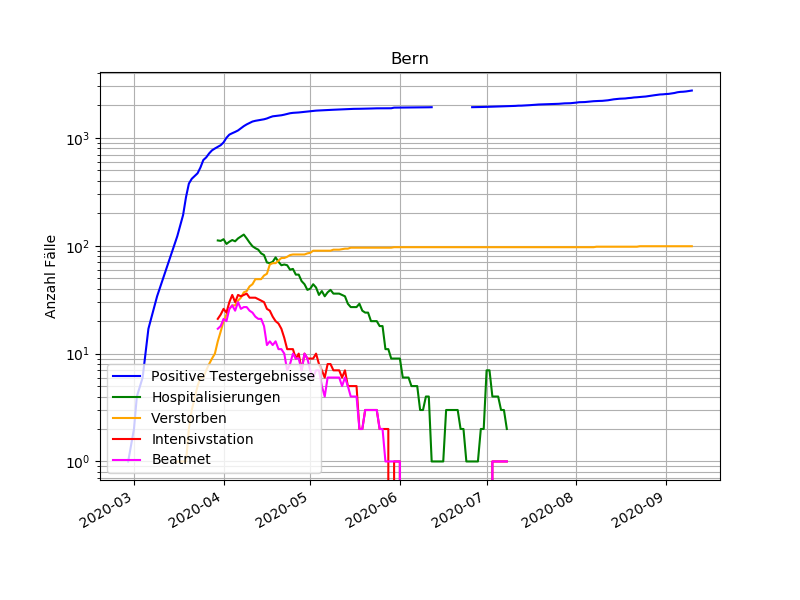 Bern
Anzahl Fälle
10³
10²
10¹
10⁰
Positive Testergebnisse
Hospitalisierungen
Verstorben
Intensivstation
Beatmet
2020-03
2020-04
2020-05
2020-06
2020-07
2020-08
2020-09